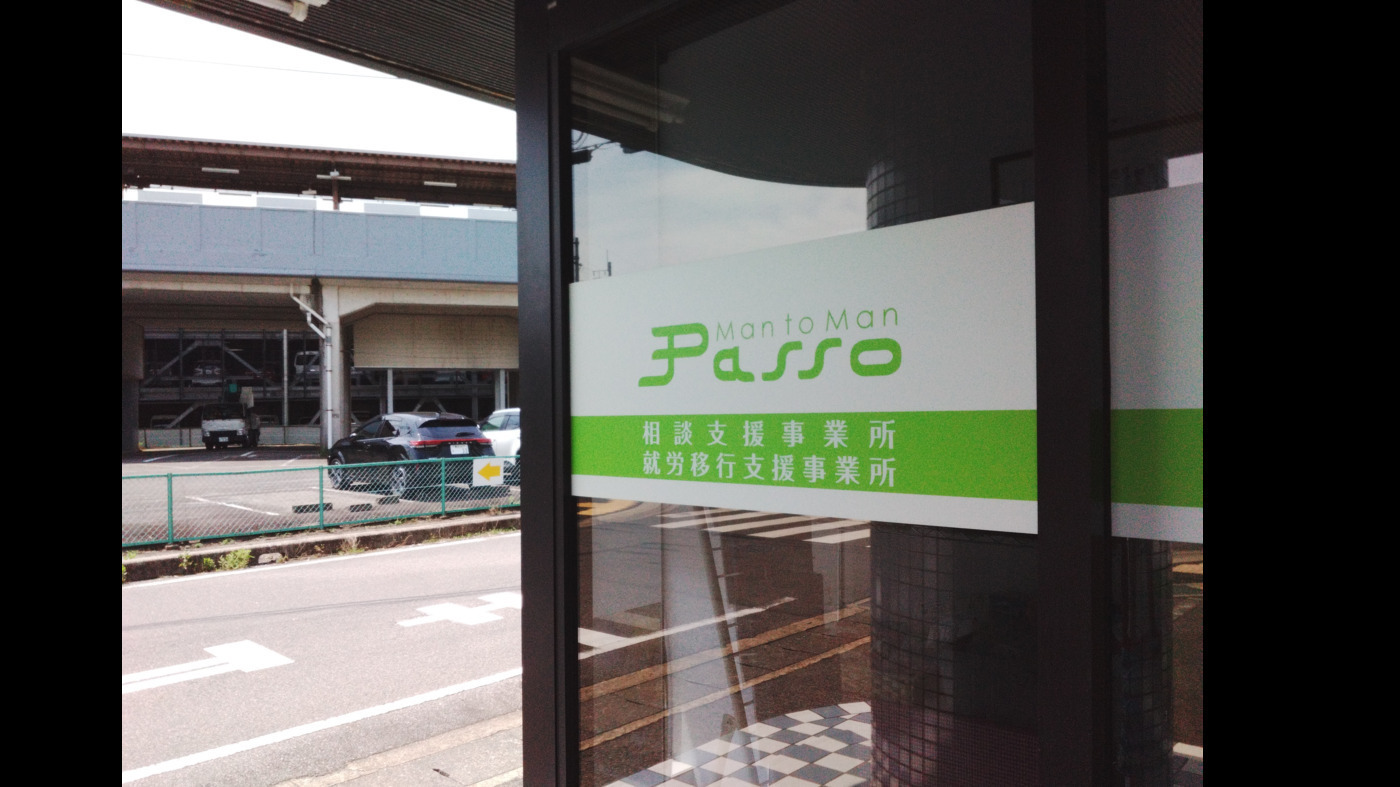 Man to Man
Passo
相談支援事業所
就労移行支援事業所